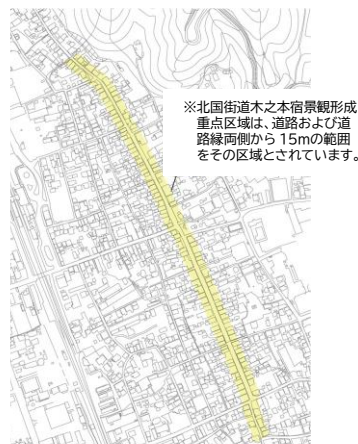 ※北国街道木之本宿景観形成
重点区域は、道路および道
路縁両側から 15mの範囲
をその区域とされています。